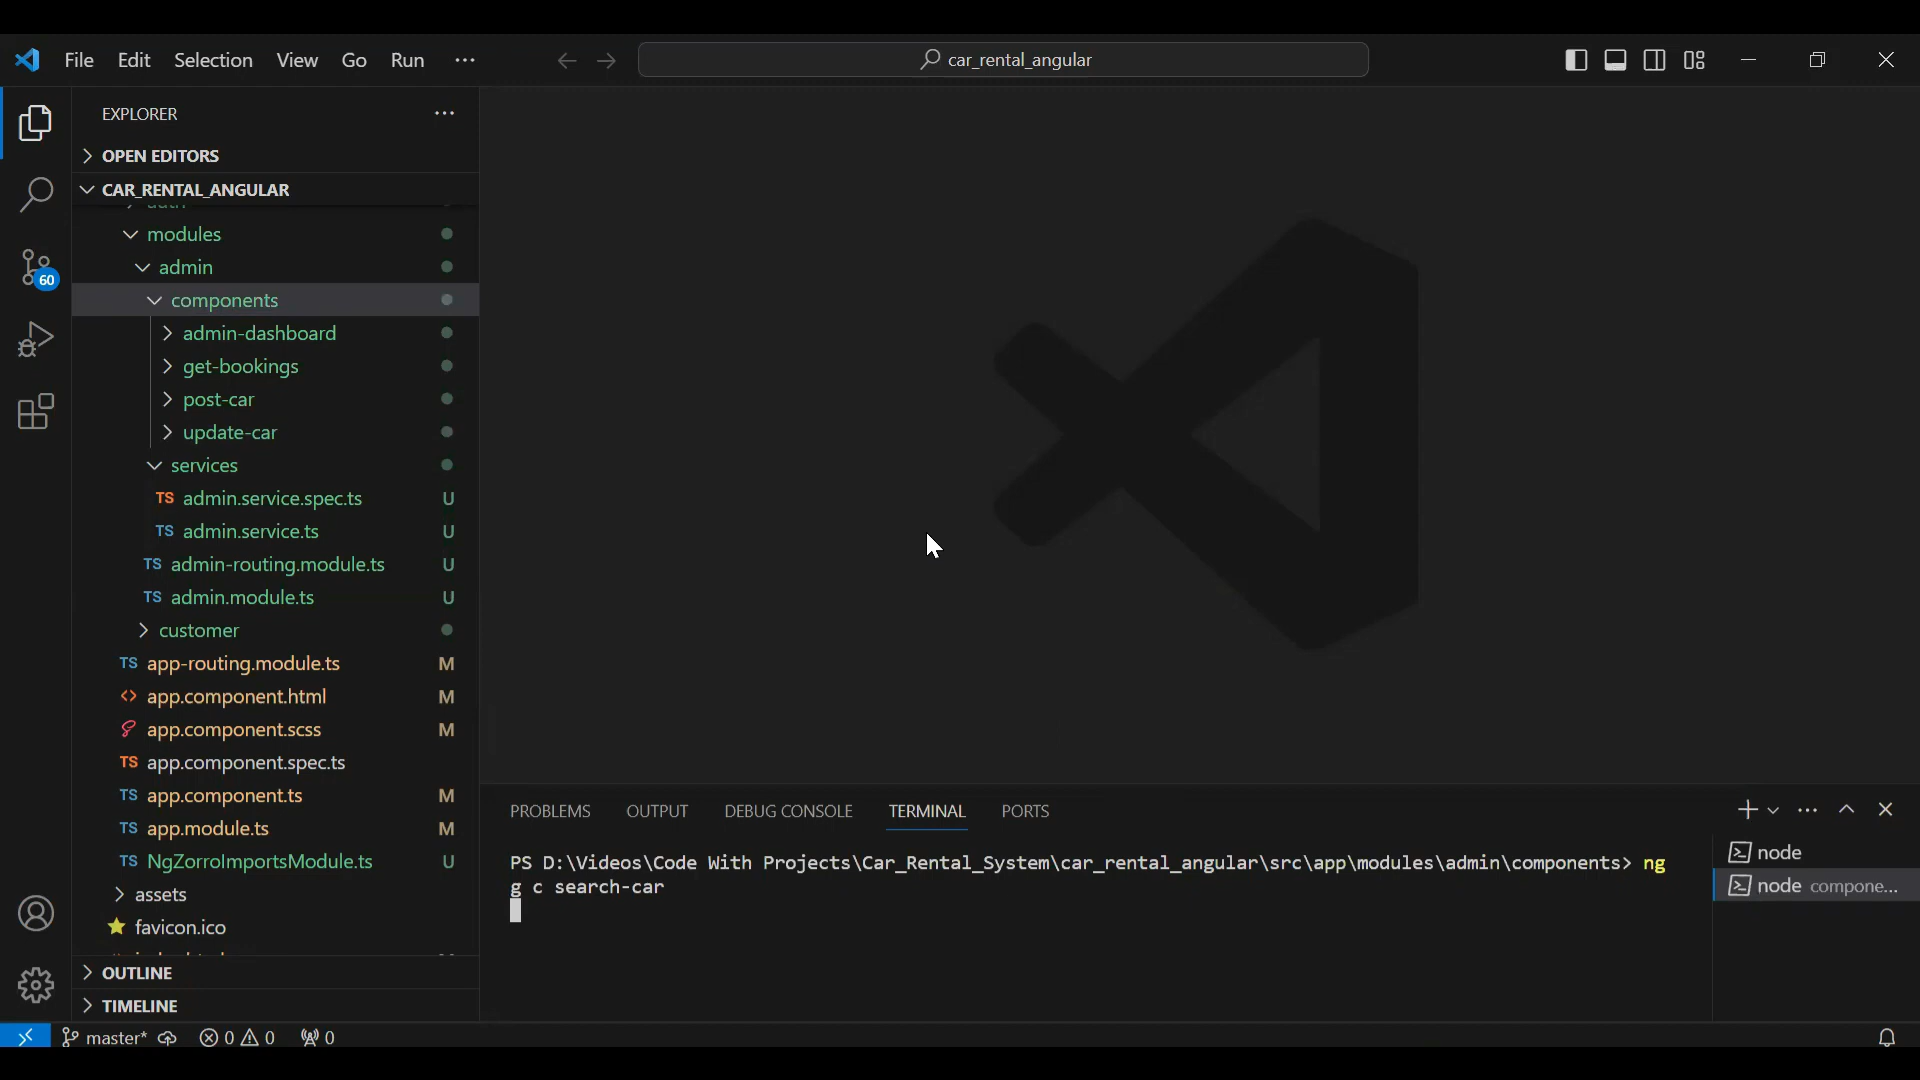 File Edit Selection View Go Run ··· car_rental_angular
EXPLORER ···
OPEN EDITORS
CAR_RENTAL_ANGULAR
modules
admin
components
60
admin-dashboard
get-bookings
post-car
update-car
services
TS admin.service.spec.ts U
TS admin.service.ts U
TS admin-routing.module.ts U
TS admin.module.ts U
customer
TS app-routing.module.ts M
<> app.component.html M
app.component.scss M
TS app.component.spec.ts
TS app.component.ts M
TS app.module.ts M
TS NgZorroImportsModule.ts U
assets
favicon.ico
OUTLINE
TIMELINE
PROBLEMS OUTPUT DEBUG CONSOLE TERMINAL PORTS
PS D:\Videos\Code With Projects\Car_Rental_System\car_rental_angular\src\app\modules\admin\components> ng
g c search-car
node
node compone...
master* 0 0 0